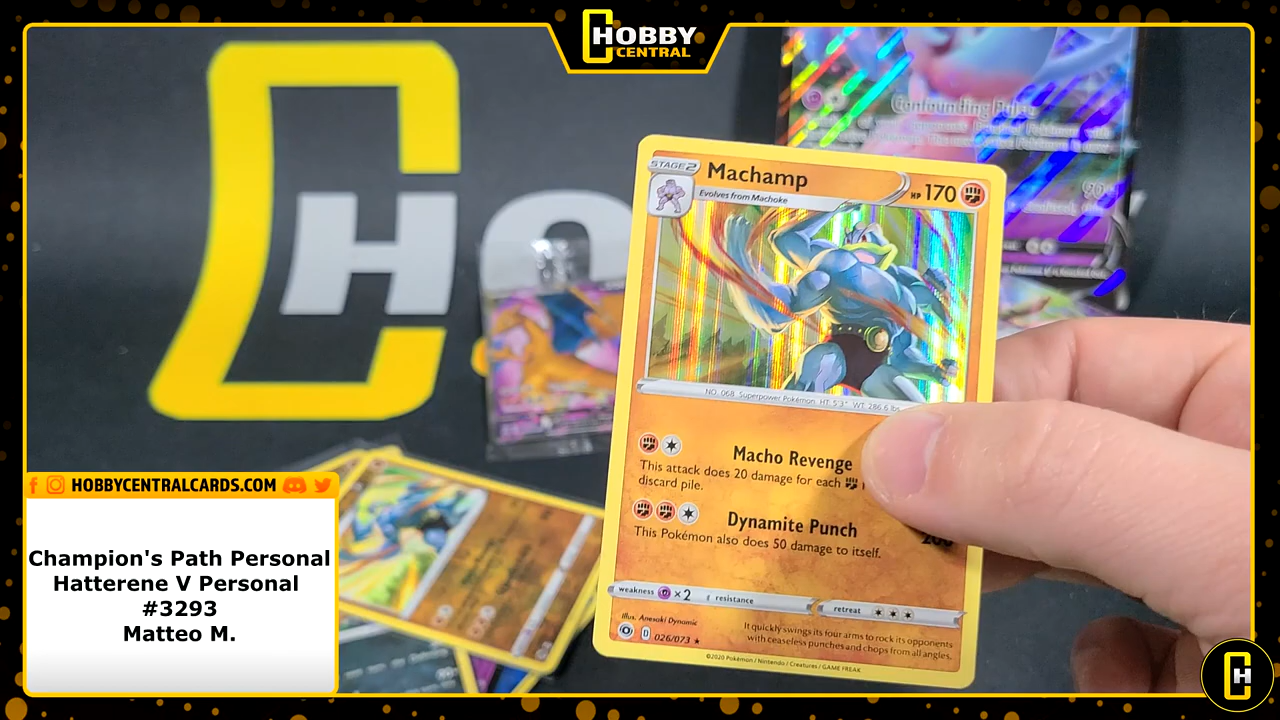 HOBBY
CENTRAL
Confounding Pulse
STAGE 2
Machamp
HP 170
Evolves from Machoke
NO. 068 Superpower Pokémon HT: 5'3" WT: 286.6 lbs.
Macho Revenge
This attack does 20 damage for each
discard pile.
Dynamite Punch
This Pokémon also does 50 damage to itself.
weakness ×2 resistance retreat
Illus. Anesaki Dynamic
D 026/073 ★
It quickly swings its four arms to rock its opponents
with ceaseless punches and chops from all angles.
©2020 Pokémon / Nintendo / Creatures / GAME FREAK
HOBBYCENTRALCARDS.COM
Champion's Path Personal
Hatterene V Personal
#3293
Matteo M.
CH